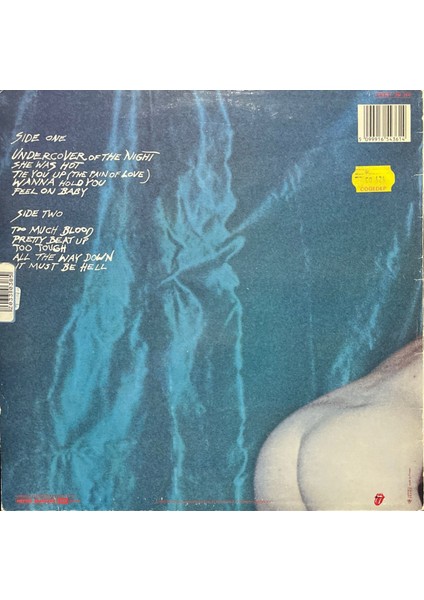 SIDE ONE
UNDERCOVER OF THE NIGHT
SHE WAS HOT
TIE YOU UP (THE PAIN OF LOVE)
WANNA HOLD YOU
FEEL ON BABY
SIDE TWO
TOO MUCH BLOOD
PRETTY BEAT UP
TOO TOUGH
ALL THE WAY DOWN
IT MUST BE HELL